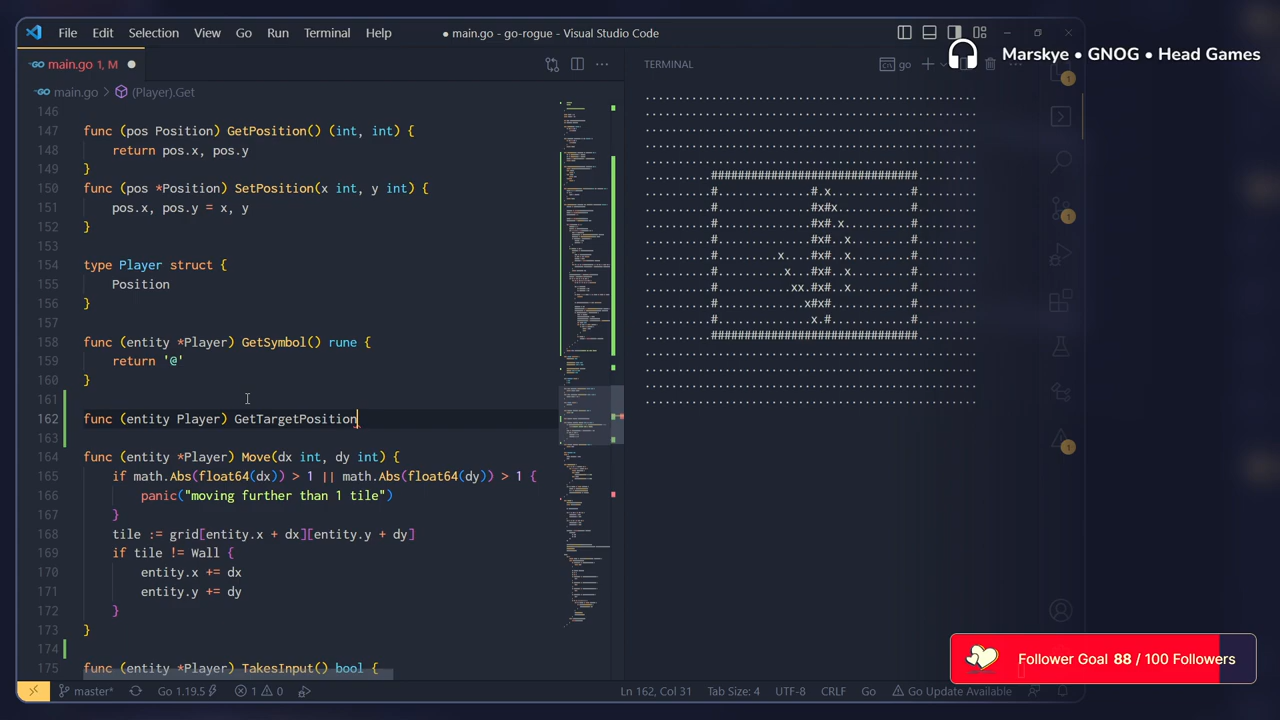 File Edit Selection View Go Run Terminal Help
● main.go - go-rogue - Visual Studio Code
Marskye • GNOG • Head Games
main.go 1, M ●
TERMINAL
go
main.go > (Player).Get
146
147 func (pos Position) GetPosition() (int, int) {
148 return pos.x, pos.y
149 }
150 func (pos *Position) SetPosition(x int, y int) {
151 pos.x, pos.y = x, y
152 }
153
154 type Player struct {
155 Position
156 }
157
158 func (entity *Player) GetSymbol() rune {
159 return '@'
160 }
161
162 func (entity Player) GetTargetPosition
163
164 func (entity *Player) Move(dx int, dy int) {
165 if math.Abs(float64(dx)) > 1 || math.Abs(float64(dy)) > 1 {
166 panic("moving further than 1 tile")
167 }
168 tile := grid[entity.x + dx][entity.y + dy]
169 if tile != Wall {
170 entity.x += dx
171 entity.y += dy
172 }
173 }
174
175 func (entity *Player) TakesInput() bool {
###############################
#..............#.x............#
#..............#x#x...........#
#..............#x#.x..........#
#..............#x#..x.........#
#.........x....#x#..x.........#
#..........x...#x#............#
#...........xx.#x#..x.........#
#.............x#x#............#
#..............x.#............#
###############################
Follower Goal 88 / 100 Followers
master* Go 1.19.5 1 0
Ln 162, Col 31 Tab Size: 4 UTF-8 CRLF Go Go Update Available